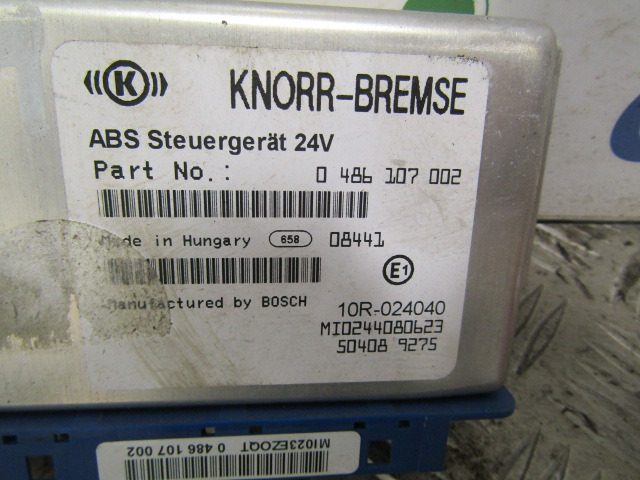 K
KNORR-BREMSE
ABS Steuergerät 24V
Part No.: 0 486 107 002
Made in Hungary 658 08441
E1
Manufactured by BOSCH
10R-024040
MI0244080623
50408 9275
MI023EZOQT 0 486 107 002